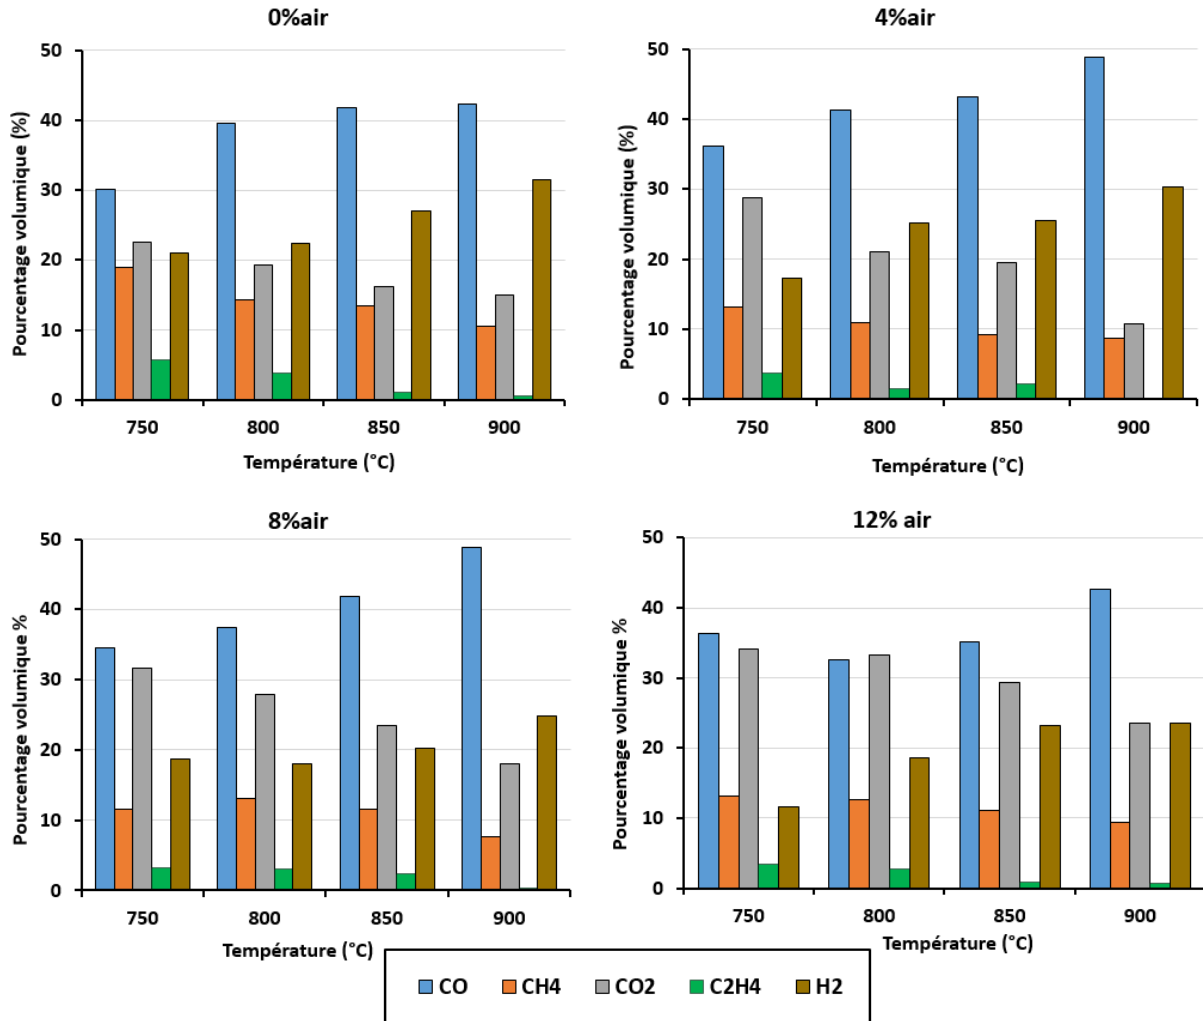 0%air
Pourcentage volumique (%)
50
40
30
20
10
0
750 800 850 900
Température (°C)
4%air
Pourcentage volumique (%)
50
40
30
20
10
0
750 800 850 900
Température (°C)
8%air
Pourcentage volumique %
50
40
30
20
10
0
750 800 850 900
Température (°C)
12% air
Pourcentage volumique %
50
40
30
20
10
0
750 800 850 900
Température (°C)
CO CH4 CO2 C2H4 H2